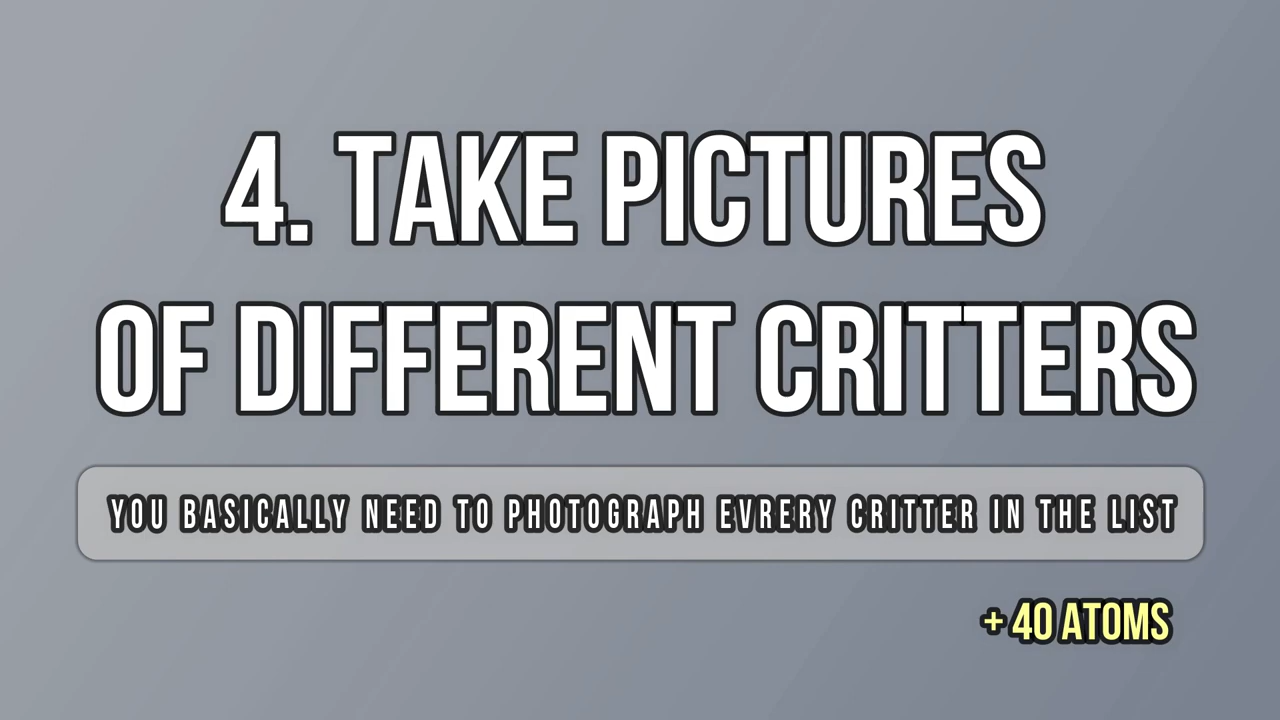 4. TAKE PICTURES
OF DIFFERENT CRITTERS
YOU BASICALLY NEED TO PHOTOGRAPH EVRERY CRITTER IN THE LIST
+ 40 ATOMS